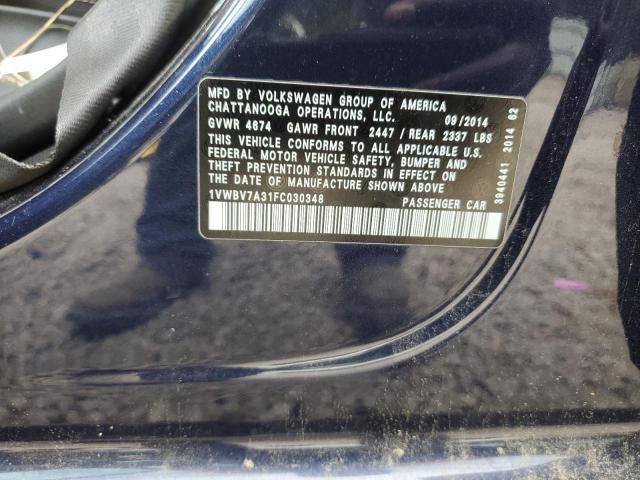 MFD BY VOLKSWAGEN GROUP OF AMERICA
CHATTANOOGA OPERATIONS, LLC. 09/2014
GVWR 4674 GAWR FRONT 2447 / REAR 2337 LBS
THIS VEHICLE CONFORMS TO ALL APPLICABLE U.S.
FEDERAL MOTOR VEHICLE SAFETY, BUMPER AND
THEFT PREVENTION STANDARDS IN EFFECT ON
THE DATE OF MANUFACTURE SHOWN ABOVE
1VWBV7A31FC030348 PASSENGER CAR
3940441 2014 62